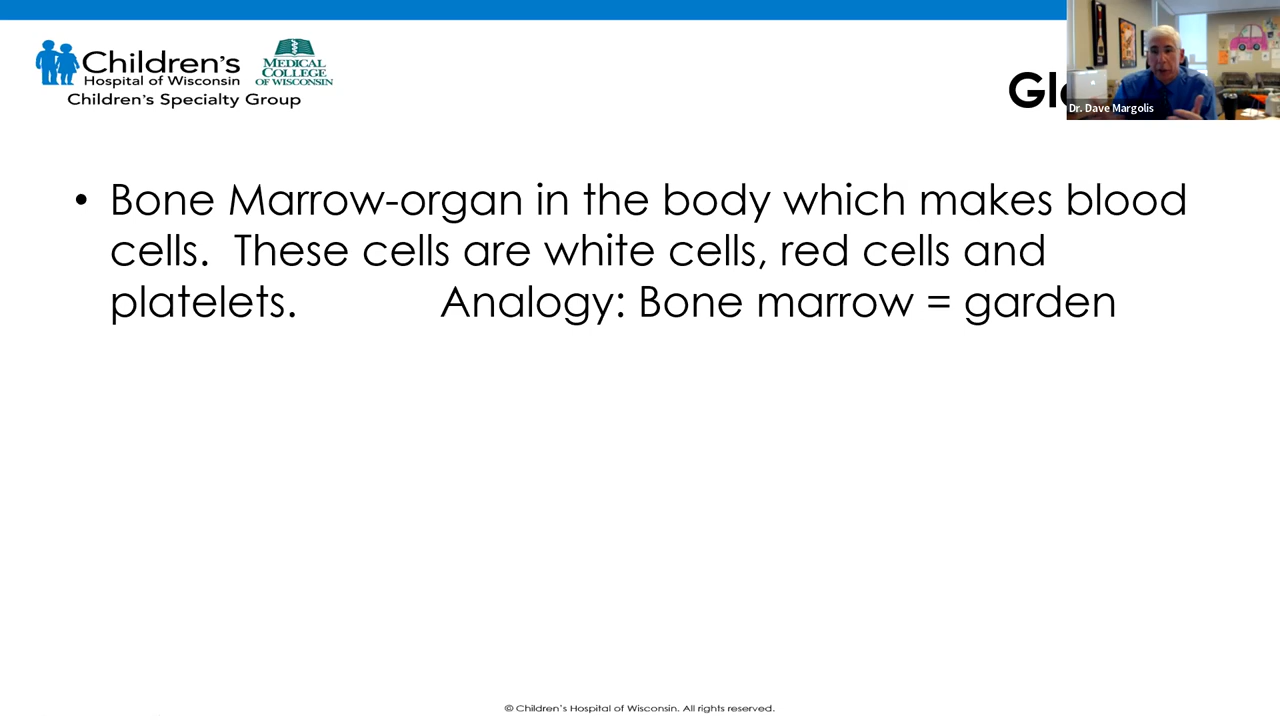 Children's
Hospital of Wisconsin
Children's Specialty Group
MEDICAL
COLLEGE
OF WISCONSIN
Dr. Dave Margolis
• Bone Marrow-organ in the body which makes blood
cells. These cells are white cells, red cells and
platelets. Analogy: Bone marrow = garden
© Children's Hospital of Wisconsin. All rights reserved.